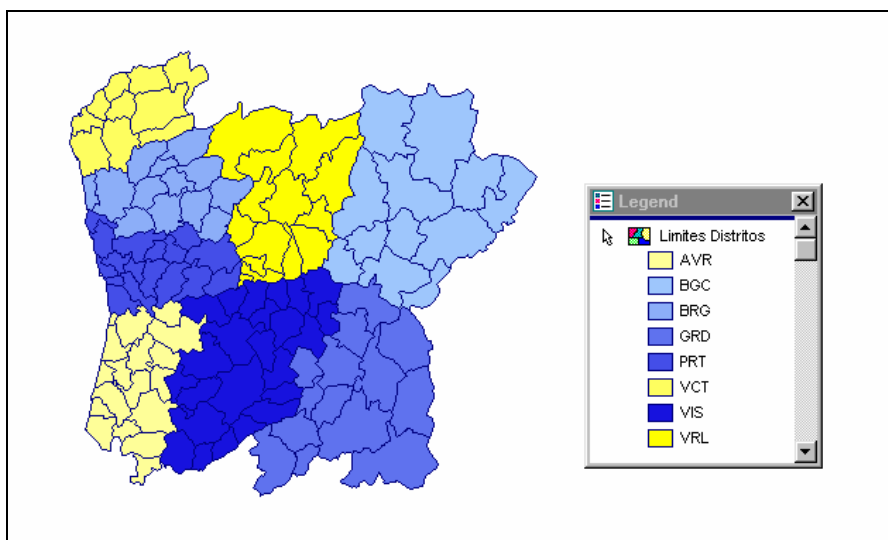 Legend
Limites Distritos
AVR
BGC
BRG
GRD
PRT
VCT
VIS
VRL